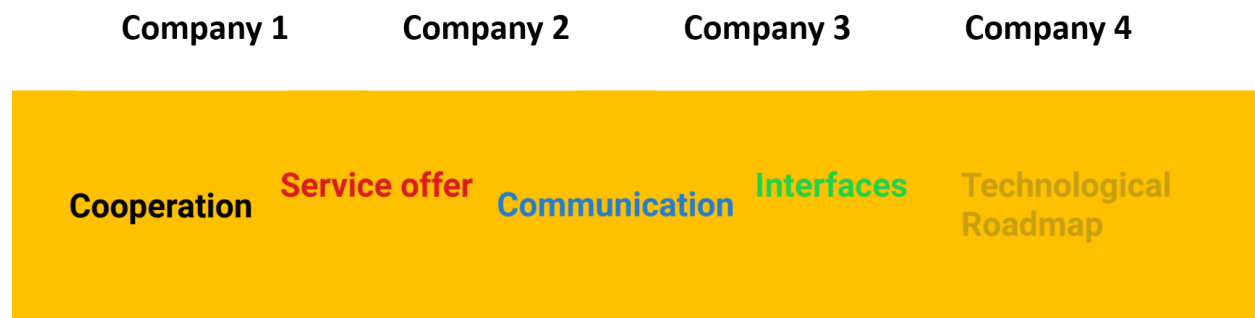 Company 1 Company 2 Company 3 Company 4
Cooperation Service offer Communication Interfaces Technological
Roadmap